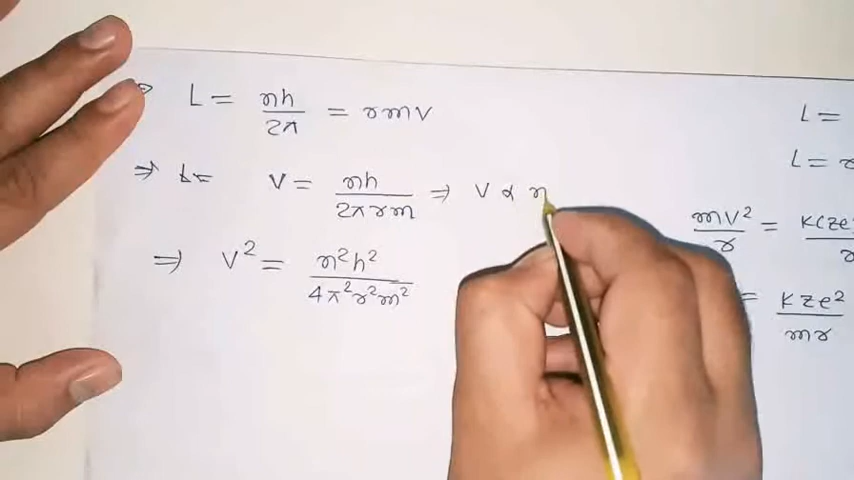 ⇒ L = nh/2π = rmv
⇒ V = nh/2πrm ⇒ V ∝ n
⇒ V² = n²h²/4π²r²m²
L =
L = r
mv²/r = K(ze/r
= Kze²/mr